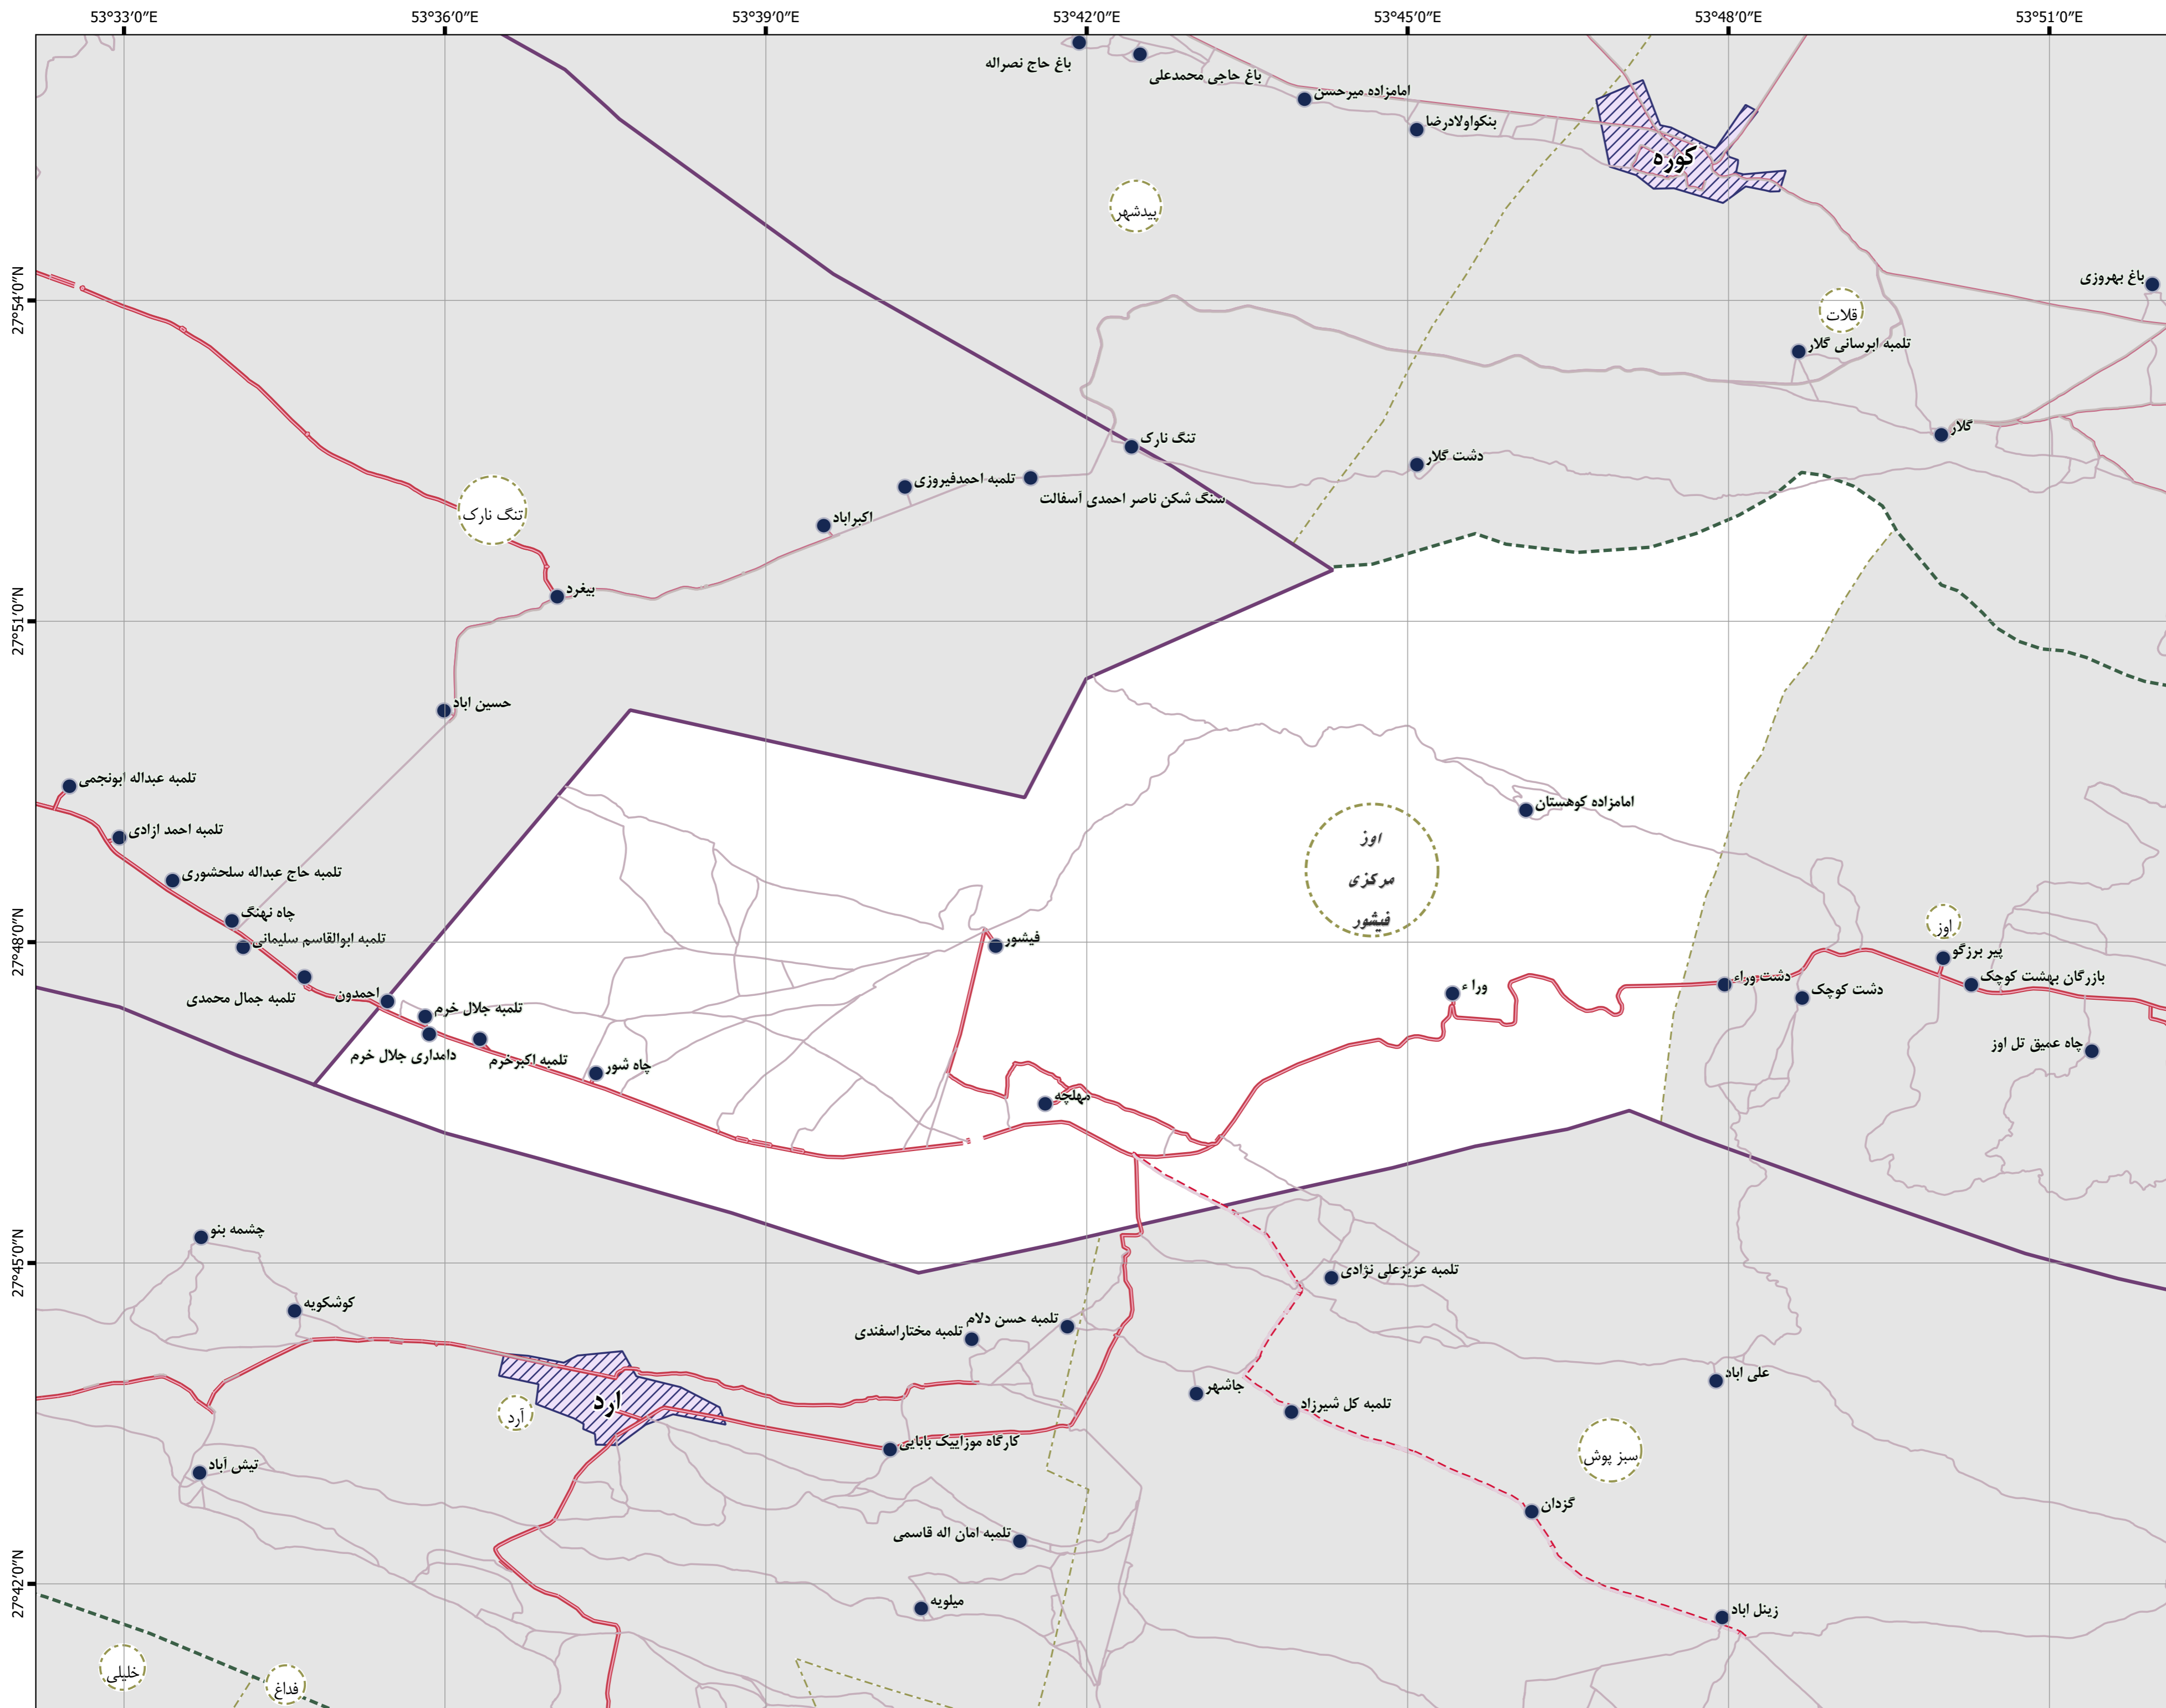 53°33′0″E
53°36′0″E
53°39′0″E
53°42′0″E
53°45′0″E
53°48′0″E
53°51′0″E
باغ حاج نصراله
باغ حاجی محمدعلی
امامزاده میرحسن
بنکواولادرضا
کوره
بیدشهر
27°54′0″N
باغ بهروزی
قلات
تلمبه ابرسانی گلار
گلار
تنگ نارک
دشت گلار
تلمبه احمدفیروزی
سنگ شکن ناصر احمدی آسفالت
اکبراباد
تنگ نارک
بیغرد
27°51′0″N
حسین اباد
تلمبه عبداله ابونجمی
تلمبه احمد ازادی
تلمبه حاج عبداله سلحشوری
چاه نهنگ
تلمبه ابوالقاسم سلیمانی
تلمبه جمال محمدی
احمدون
امامزاده کوهستان
اوز
مرکزی
فیشور
27°48′0″N
فیشور
اوز
پیر برزگو
بازرگان بهشت کوچک
دشت وراء
دشت کوچک
ورا ء
چاه عمیق تل اوز
تلمبه جلال خرم
دامداری جلال خرم
تلمبه اکبرخرم
چاه شور
مهلچه
27°45′0″N
چشمه بنو
کوشکویه
تلمبه عزیزعلی نژادی
تلمبه حسن دلام
تلمبه مختاراسفندی
علی اباد
جاشهر
تلمبه کل شیرزاد
ارد
آرد
کارگاه موزاییک بابایی
سبز پوش
تیش آباد
گزدان
تلمبه امان اله قاسمی
27°42′0″N
میلویه
زینل اباد
خلیلی
فداغ